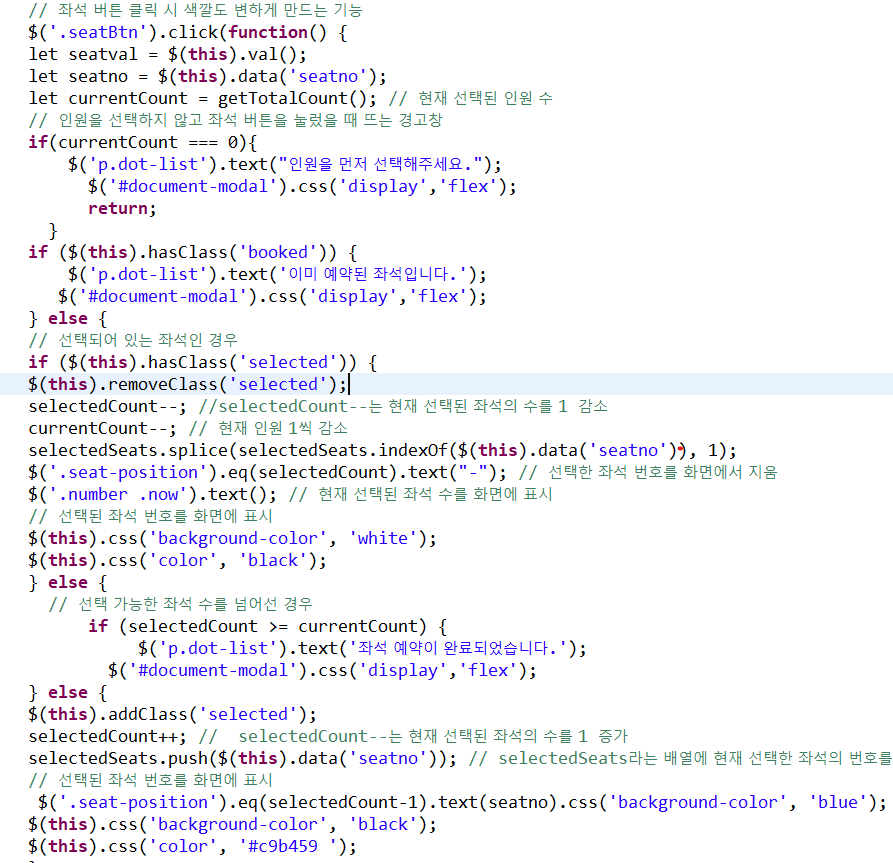 // 좌석 버튼 클릭 시 색깔도 변하게 만드는 기능
$('.seatBtn').click(function() {
let seatval = $(this).val();
let seatno = $(this).data('seatno');
let currentCount = getTotalCount(); // 현재 선택된 인원 수
// 인원을 선택하지 않고 좌석 버튼을 눌렀을 때 뜨는 경고창
if(currentCount === 0){
$('p.dot-list').text("인원을 먼저 선택해주세요.");
$('#document-modal').css('display','flex');
return;
}
if ($(this).hasClass('booked')) {
$('p.dot-list').text('이미 예약된 좌석입니다.');
$('#document-modal').css('display','flex');
} else {
// 선택되어 있는 좌석인 경우
if ($(this).hasClass('selected')) {
$(this).removeClass('selected');
selectedCount--; //selectedCount--는 현재 선택된 좌석의 수를 1 감소
currentCount--; // 현재 인원 1씩 감소
selectedSeats.splice(selectedSeats.indexOf($(this).data('seatno')), 1);
$('.seat-position').eq(selectedCount).text("-"); // 선택한 좌석 번호를 화면에서 지움
$('.number .now').text(); // 현재 선택된 좌석 수를 화면에 표시
// 선택된 좌석 번호를 화면에 표시
$(this).css('background-color', 'white');
$(this).css('color', 'black');
} else {
// 선택 가능한 좌석 수를 넘어선 경우
if (selectedCount >= currentCount) {
$('p.dot-list').text('좌석 예약이 완료되었습니다.');
$('#document-modal').css('display','flex');
} else {
$(this).addClass('selected');
selectedCount++; //  selectedCount--는 현재 선택된 좌석의 수를 1 증가
selectedSeats.push($(this).data('seatno')); // selectedSeats라는 배열에 현재 선택한 좌석의 번호를
// 선택된 좌석 번호를 화면에 표시
$('.seat-position').eq(selectedCount-1).text(seatno).css('background-color', 'blue');
$(this).css('background-color', 'black');
$(this).css('color', '#c9b459 ');